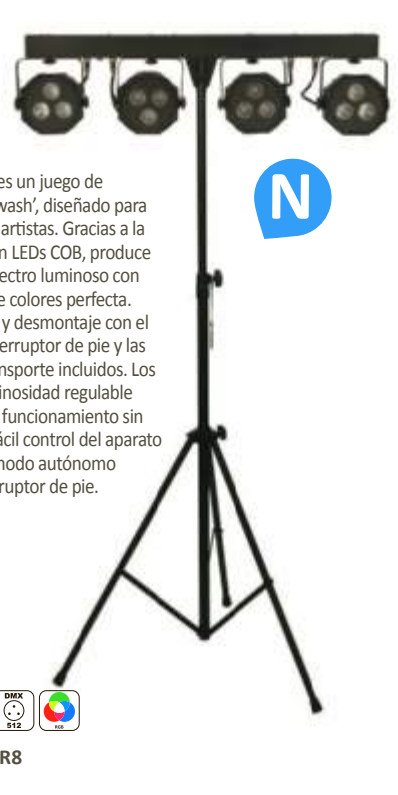 N
es un juego de
wash’, diseñado para
artistas. Gracias a la
n LEDs COB, produce
ectro luminoso con
e colores perfecta.
y desmontaje con el
erruptor de pie y las
nsporte incluidos. Los
inosidad regulable
funcionamiento sin
ácil control del aparato
modo autónomo
ruptor de pie.
DMX
512
RGB
R8